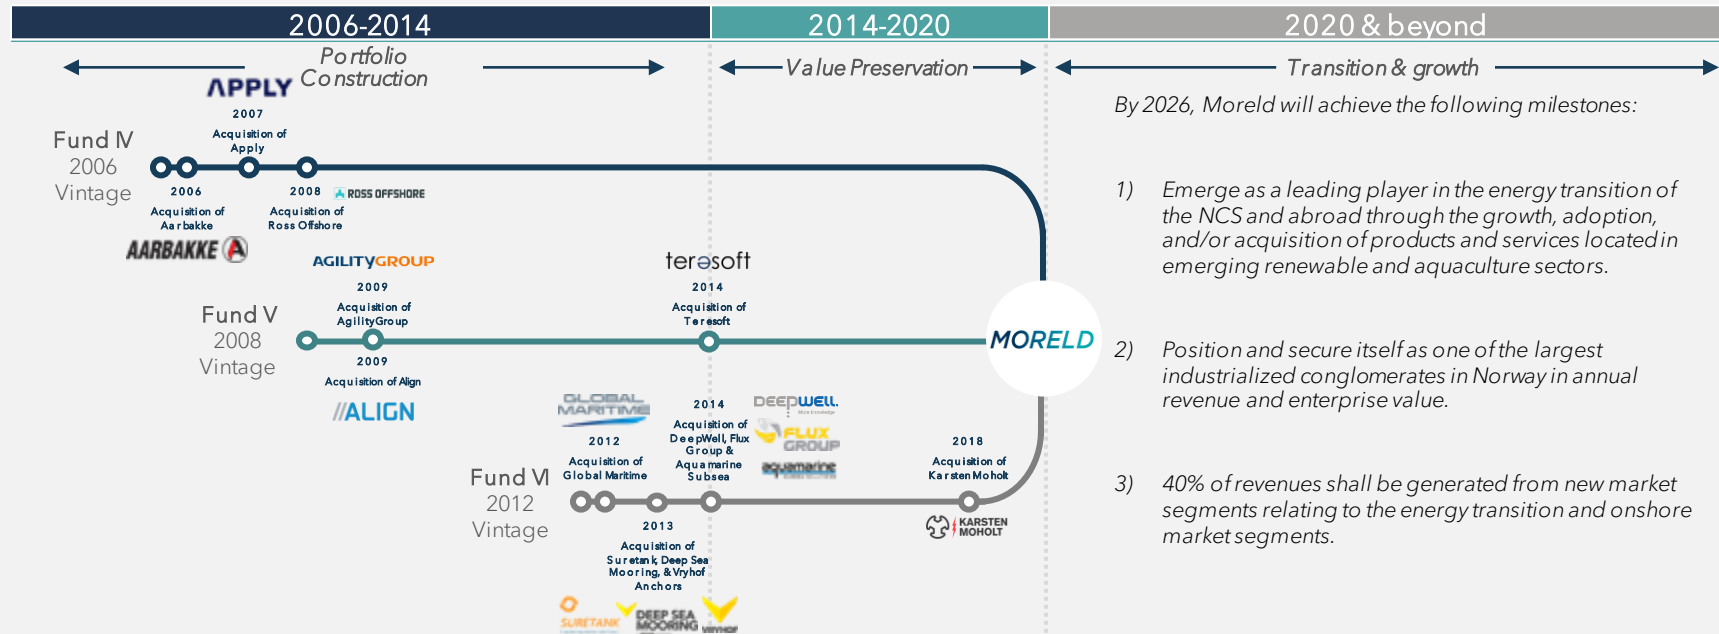 2006-2014
2014-2020
2020 & beyond
Portfolio
Construction
Value Preservation
Transition & growth
APPLY
2007
Acquisition of
Apply
Fund IV
2006
Vintage
2006
Acquisition of
Aarbakke
AARBAKKE
2008
Acquisition of
Ross Offshore
ROSS OFFSHORE
AGILITYGROUP
2009
Acquisition of
AgilityGroup
Fund V
2008
Vintage
2009
Acquisition of Align
//ALIGN
teresoft
2014
Acquisition of
Teresoft
GLOBAL
MARITIME
2012
Acquisition of
Global Maritime
Fund VI
2012
Vintage
2014
Acquisition of
DeepWell, Flux
Group &
Aquamarine
Subsea
DEEPWELL.
FLUX
GROUP
aquamarine
2013
Acquisition of
Suretank, Deep Sea
Mooring, & Vryhof
Anchors
SURETANK
DEEP SEA
MOORING
VRYHOF
2018
Acquisition of
Karsten Moholt
KARSTEN
MOHOLT
MORELD
By 2026, Moreld will achieve the following milestones:
1) Emerge as a leading player in the energy transition of
the NCS and abroad through the growth, adoption,
and/or acquisition of products and services located in
emerging renewable and aquaculture sectors.
2) Position and secure itself as one of the largest
industrialized conglomerates in Norway in annual
revenue and enterprise value.
3) 40% of revenues shall be generated from new market
segments relating to the energy transition and onshore
market segments.